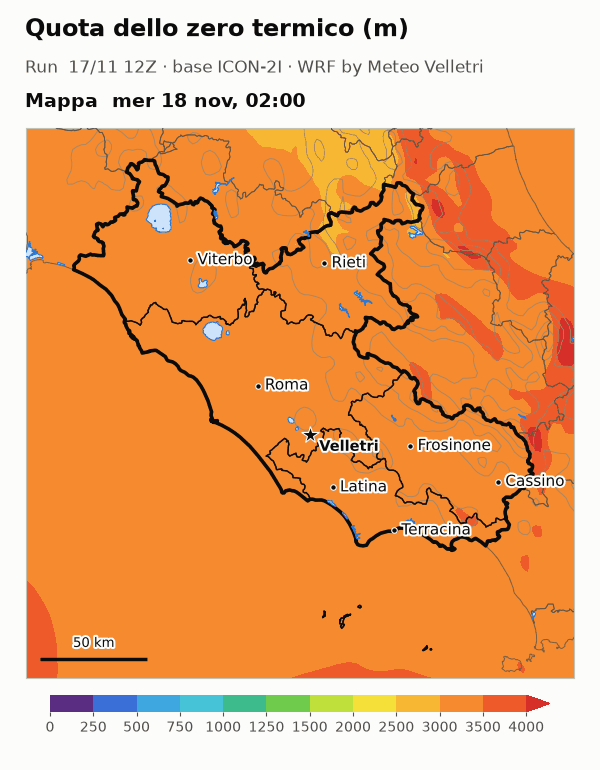 Quota dello zero termico (m)
Run 17/11 12Z · base ICON-2I · WRF by Meteo Velletri
Mappa mer 18 nov, 02:00
Viterbo
Rieti
Roma
Velletri
Frosinone
Cassino
Latina
Terracina
50 km
0 250 500 750 1000 1250 1500 2000 2500 3000 3500 4000